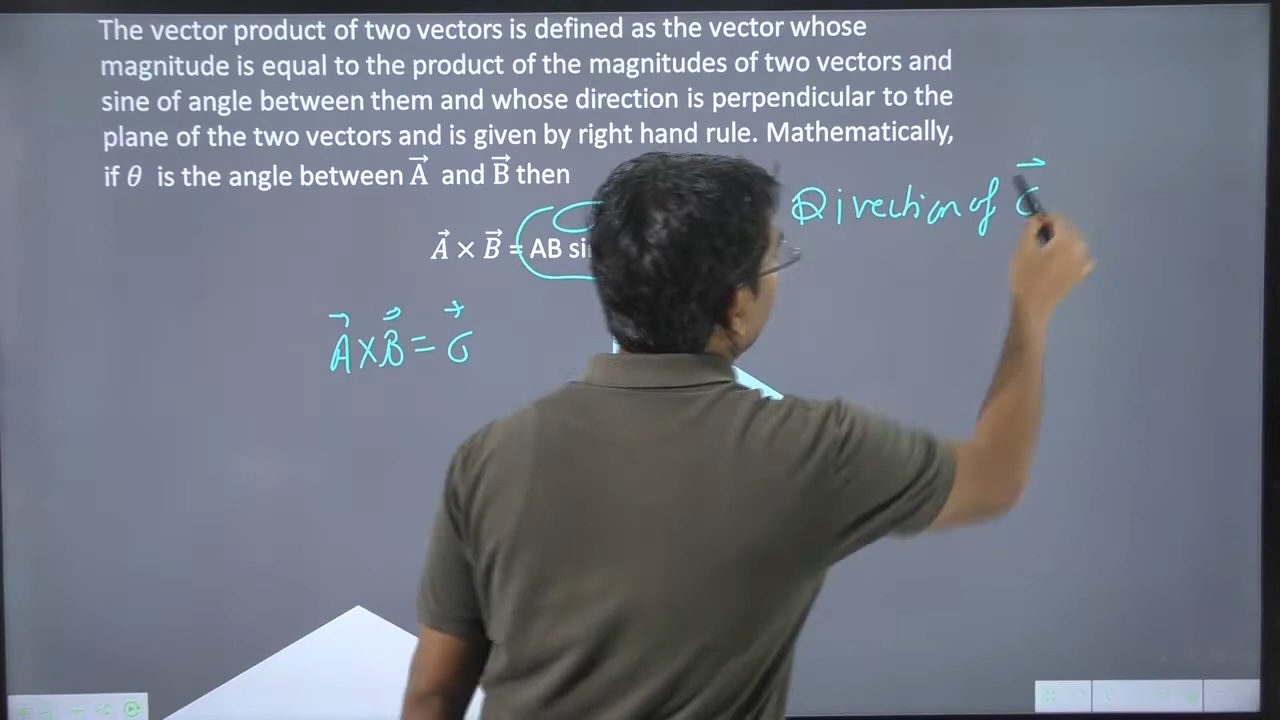 The vector product of two vectors is defined as the vector whose
magnitude is equal to the product of the magnitudes of two vectors and
sine of angle between them and whose direction is perpendicular to the
plane of the two vectors and is given by right hand rule. Mathematically,
if θ is the angle between A⃗ and B⃗ then
Direction of C⃗
A⃗ × B⃗ = AB si
A⃗ × B⃗ = C⃗